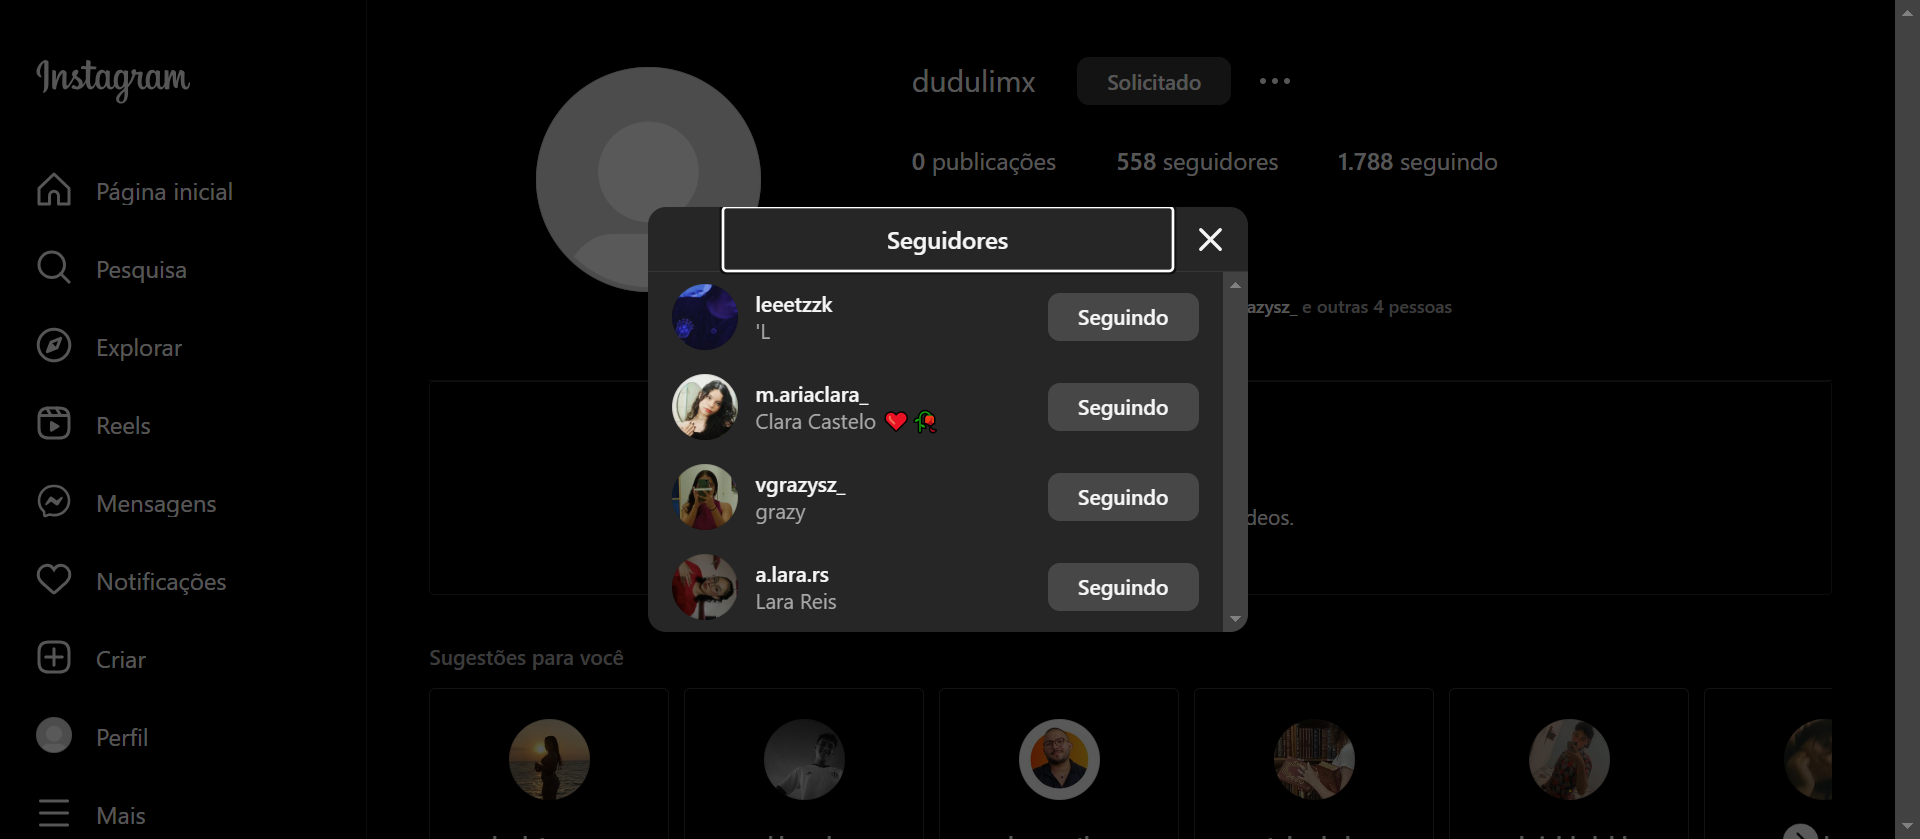 Instagram
Página inicial
Pesquisa
Explorar
Reels
Mensagens
Notificações
Criar
Perfil
Mais
dudulimx
Solicitado
0 publicações
558 seguidores
1.788 seguindo
azysz_ e outras 4 pessoas
Seguidores
leeetzzk
'L
Seguindo
m.ariaclara_
Clara Castelo ❤️🥀
Seguindo
vgrazysz_
grazy
Seguindo
a.lara.rs
Lara Reis
Seguindo
deos.
Sugestões para você